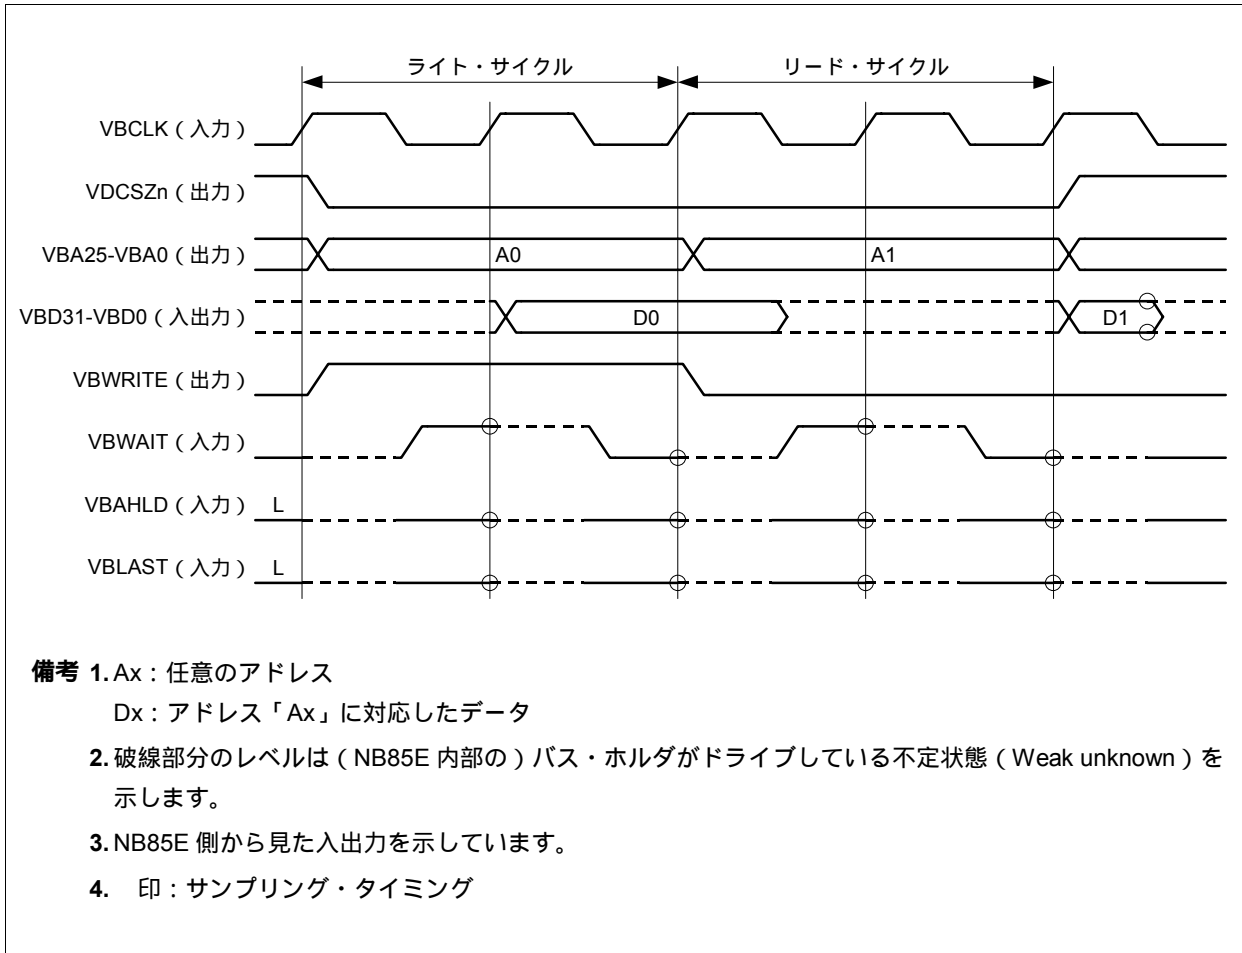 ライト・サイクル リード・サイクル
VBCLK（入力）
VDCSZn（出力）
VBA25-VBA0（出力） A0 A1
VBD31-VBD0（入出力） D0 D1
VBWRITE（出力）
VBWAIT（入力）
VBAHLD（入力） L
VBLAST（入力） L
備考 1. Ax：任意のアドレス
Dx：アドレス「Ax」に対応したデータ
2. 破線部分のレベルは（NB85E 内部の）バス・ホルダがドライブしている不定状態（Weak unknown）を
示します。
3. NB85E 側から見た入出力を示しています。
4. 印：サンプリング・タイミング